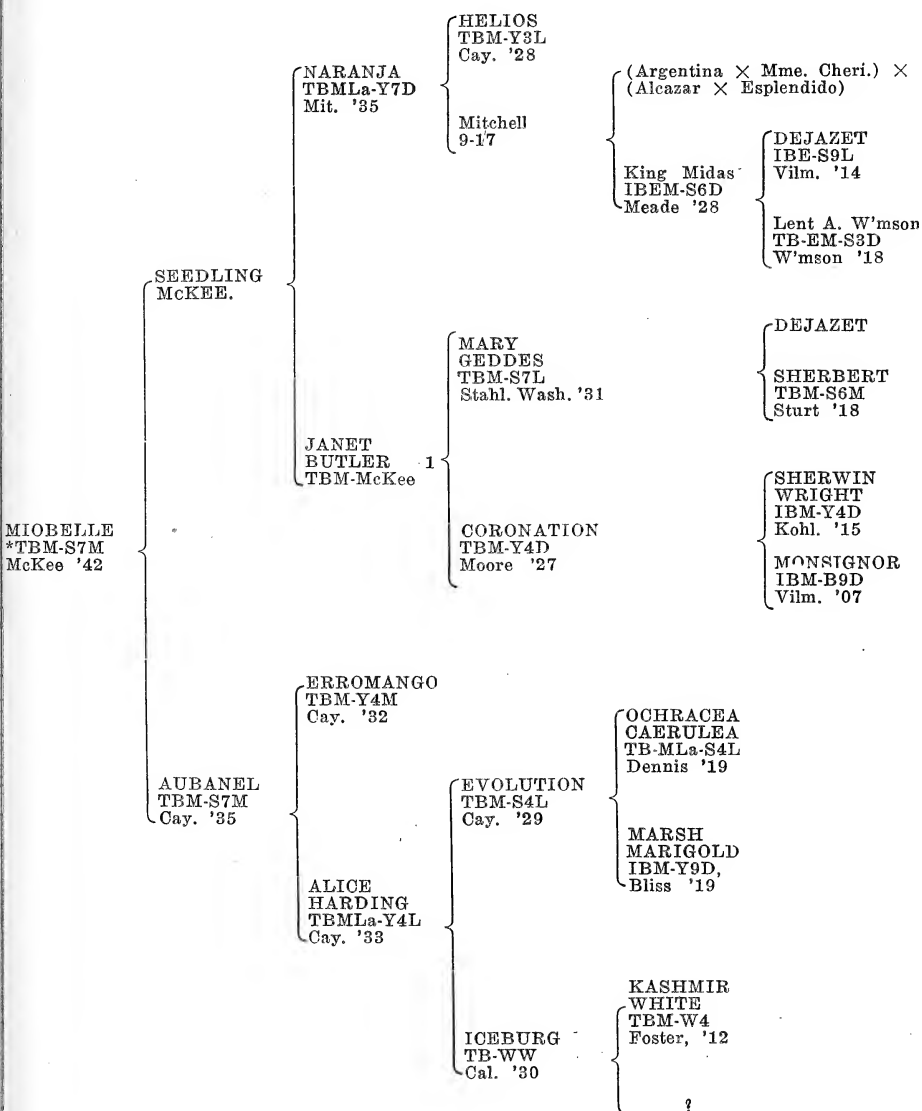 HELIOS
TBM-Y3L
Cay. '28
NARANJA
TBMLa-Y7D
Mit. '35
Mitchell
9-17
(Argentina × Mme. Cheri.) ×
(Alcazar × Esplendido)
King Midas
IBEM-S6D
Meade '28
DEJAZET
IBE-S9L
Vilm. '14
Lent A. W'mson
TB-EM-S3D
W'mson '18
SEEDLING
McKEE.
MARY
GEDDES
TBM-S7L
Stahl. Wash. '31
DEJAZET
SHERBERT
TBM-S6M
Sturt '18
JANET
BUTLER 1
TBM-McKee
CORONATION
TBM-Y4D
Moore '27
SHERWIN
WRIGHT
IBM-Y4D
Kohl. '15
MONSIGNOR
IBM-B9D
Vilm. '07
MIOBELLE
*TBM-S7M
McKee '42
ERROMANGO
TBM-Y4M
Cay. '32
AUBANEL
TBM-S7M
Cay. '35
EVOLUTION
TBM-S4L
Cay. '29
OCHRACEA
CAERULEA
TB-MLa-S4L
Dennis '19
MARSH
MARIGOLD
IBM-Y9D,
Bliss '19
ALICE
HARDING
TBMLa-Y4L
Cay. '33
ICEBURG
TB-WW
Cal. '30
KASHMIR
WHITE
TBM-W4
Foster, '12
?